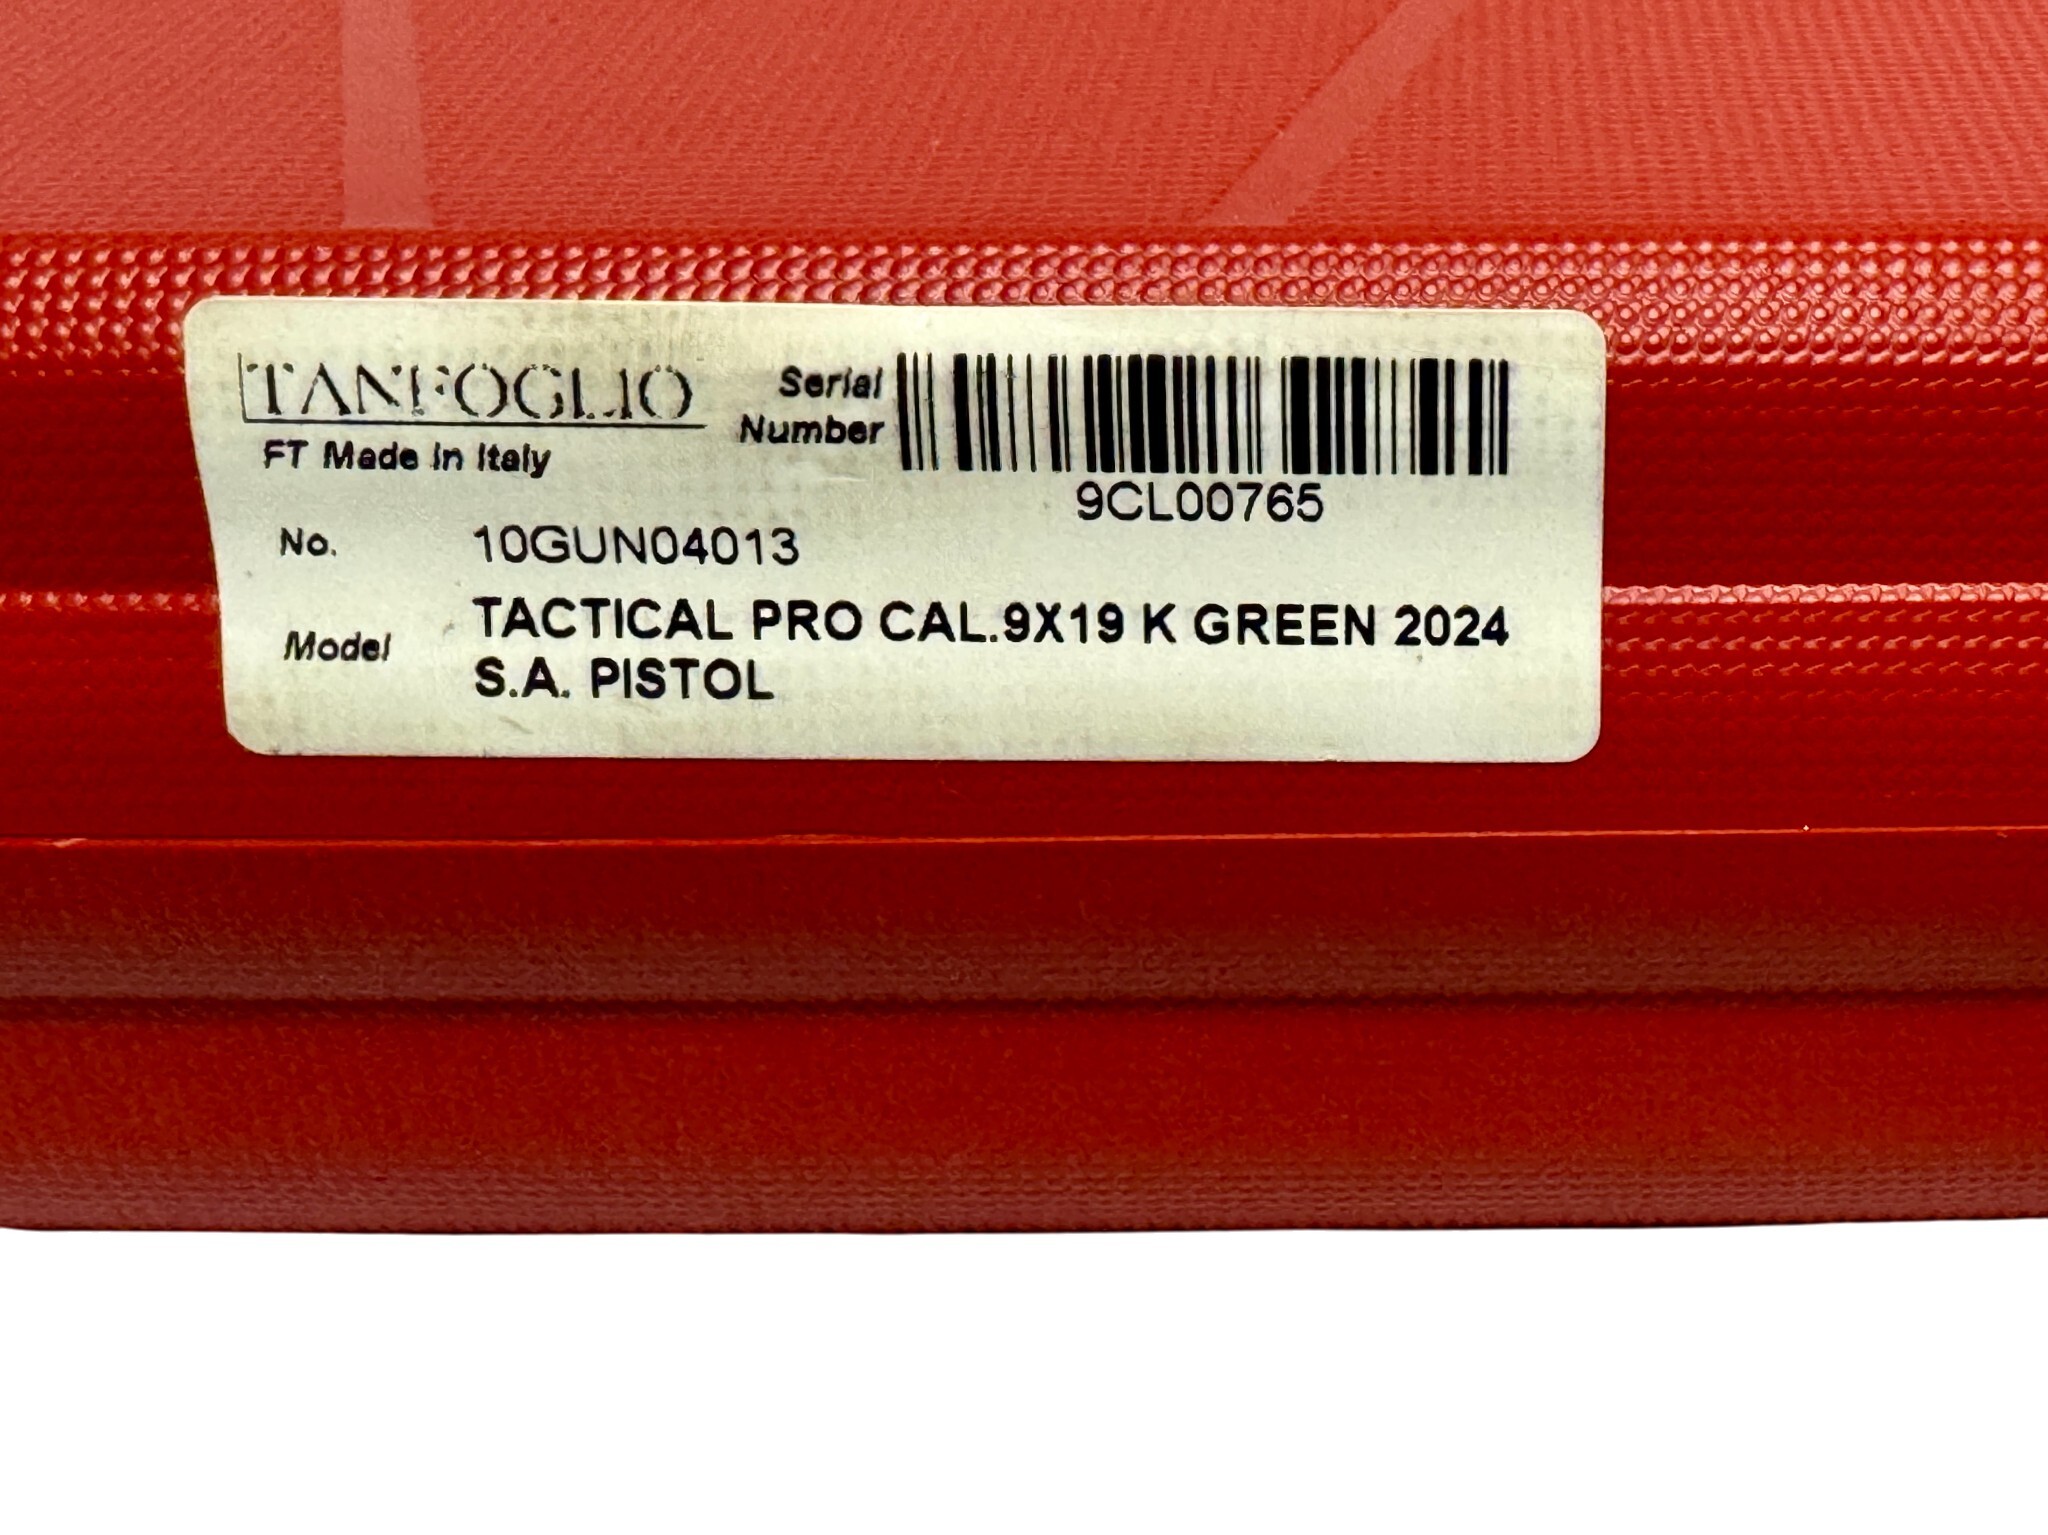 TANFOGLIO
FT Made in Italy
Serial
Number
9CL00765
No. 10GUN04013
Model TACTICAL PRO CAL.9X19 K GREEN 2024
S.A. PISTOL